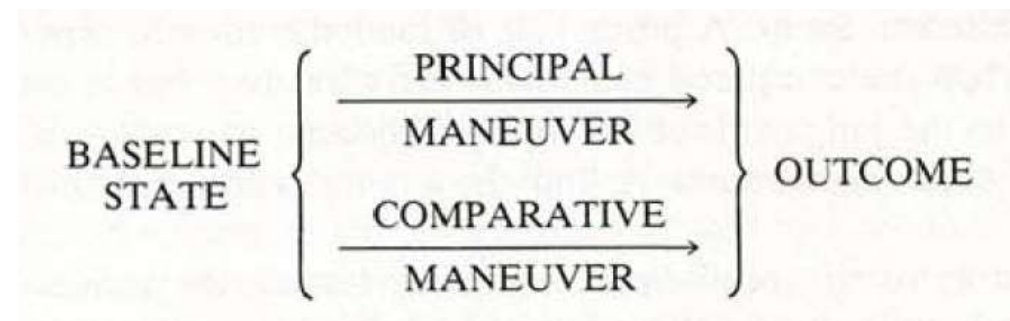 PRINCIPAL
MANEUVER
BASELINE
STATE
OUTCOME
COMPARATIVE
MANEUVER